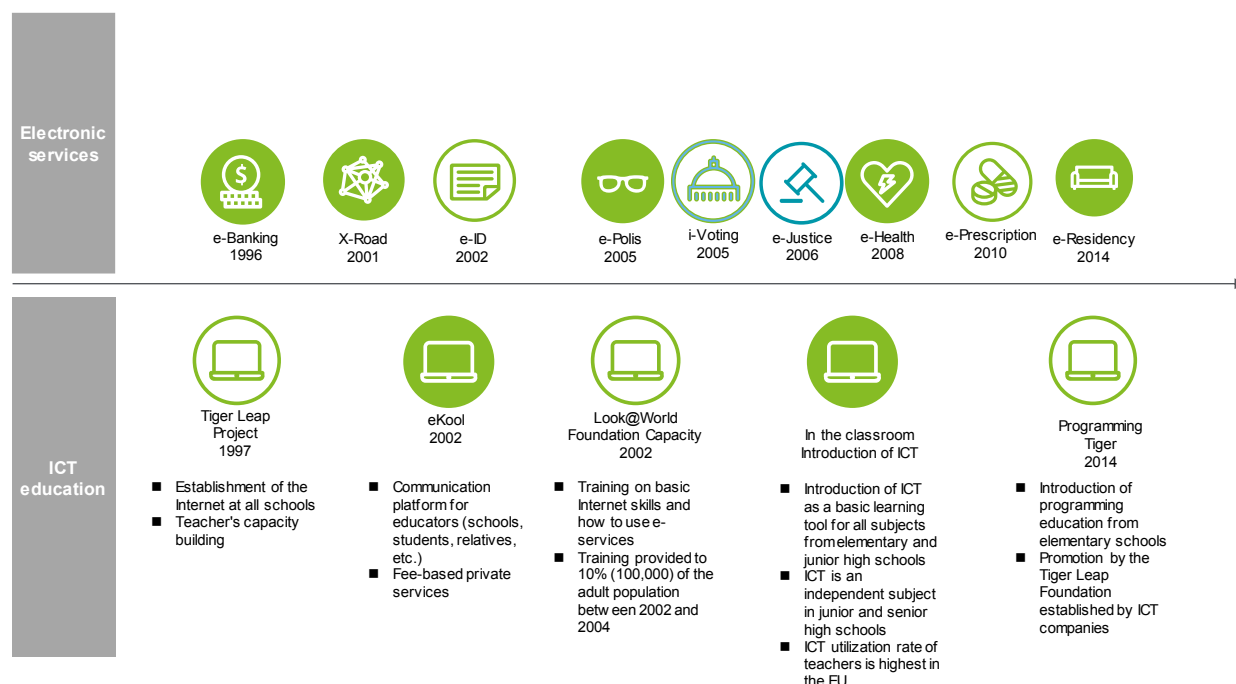 Electronic
services
$
e-Banking
1996
X-Road
2001
e-ID
2002
e-Polis
2005
i-Voting
2005
e-Justice
2006
e-Health
2008
e-Prescription
2010
e-Residency
2014
ICT
education
Tiger Leap
Project
1997
■ Establishment of the
Internet at all schools
■ Teacher's capacity
building
eKool
2002
■ Communication
platform for
educators (schools,
students, relatives,
etc.)
■ Fee-based private
services
Look@World
Foundation Capacity
2002
■ Training on basic
Internet skills and
how to use e-
services
■ Training provided to
10% (100,000) of the
adult population
between 2002 and
2004
In the classroom
Introduction of ICT
■ Introduction of ICT
as a basic learning
tool for all subjects
from elementary and
junior high schools
■ ICT is an
independent subject
in junior and senior
high schools
■ ICT utilization rate of
teachers is highest in
the EU
Programming
Tiger
2014
■ Introduction of
programming
education from
elementary schools
■ Promotion by the
Tiger Leap
Foundation
established by ICT
companies